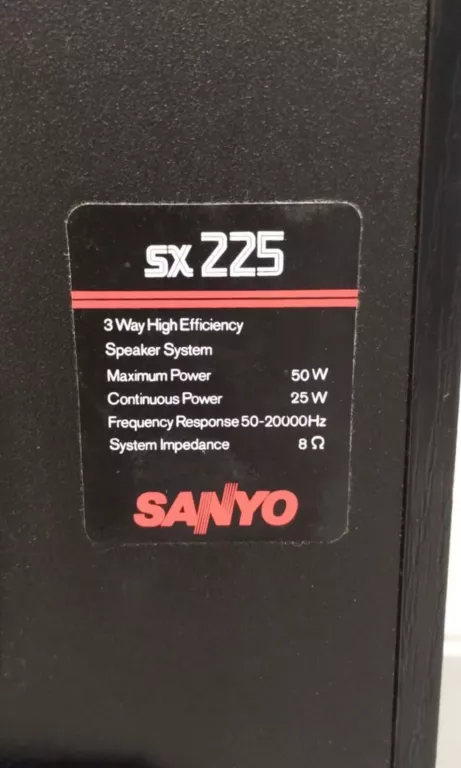 SX 225
3 Way High Efficiency
Speaker System
Maximum Power 50 W
Continuous Power 25 W
Frequency Response 50-20000Hz
System Impedance 8 Ω
SANYO